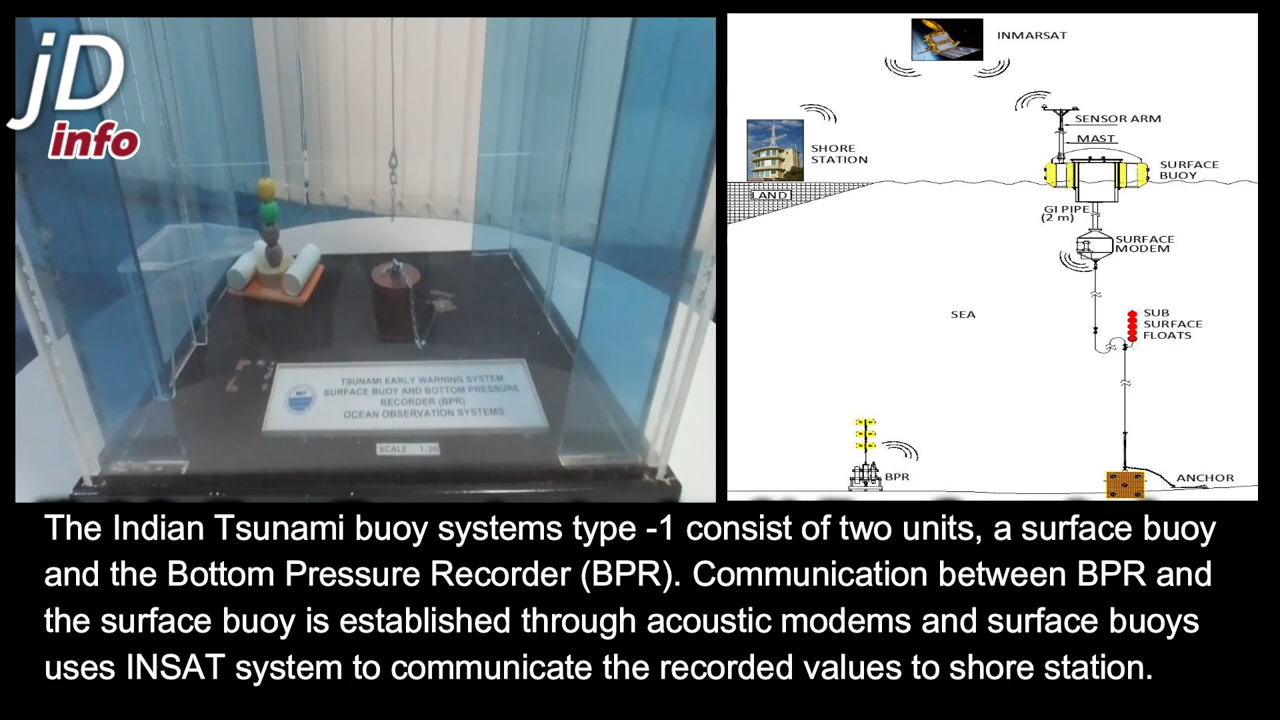 jD
info
TSUNAMI EARLY WARNING SYSTEM
SURFACE BUOY AND BOTTOM PRESSURE
RECORDER (BPR)
OCEAN OBSERVATION SYSTEMS
SCALE 1:20
INMARSAT
SENSOR ARM
MAST
SHORE
STATION
SURFACE
BUOY
LAND
GI PIPE
(2 m)
SURFACE
MODEM
SEA
SUB
SURFACE
FLOATS
BPR
ANCHOR
The Indian Tsunami buoy systems type -1 consist of two units, a surface buoy
and the Bottom Pressure Recorder (BPR). Communication between BPR and
the surface buoy is established through acoustic modems and surface buoys
uses INSAT system to communicate the recorded values to shore station.